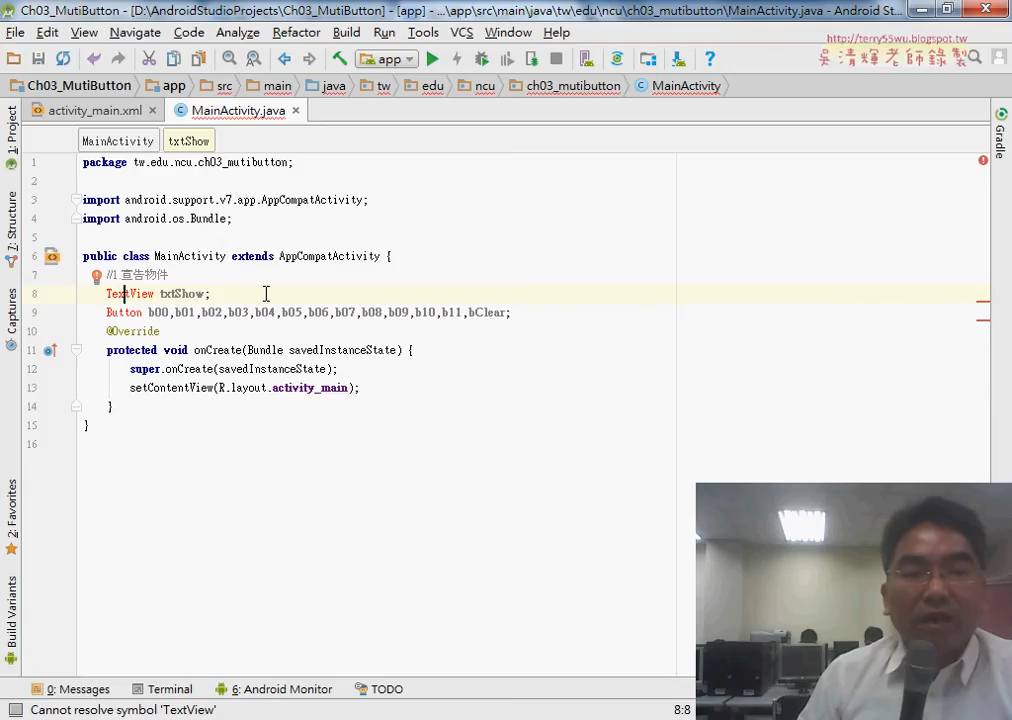 Ch03_MutiButton - [D:\AndroidStudioProjects\Ch03_MutiButton] - [app] - ...\app\src\main\java\tw\edu\ncu\ch03_mutibutton\MainActivity.java - Android S...
File Edit View Navigate Code Analyze Refactor Build Run Tools VCS Window Help
http://terry55wu.blogspot.tw
app
吳清輝老師錄製
Ch03_MutiButton app src main java tw edu ncu ch03_mutibutton MainActivity
activity_main.xml MainActivity.java
MainActivity txtShow
1 package tw.edu.ncu.ch03_mutibutton;
2
3 import android.support.v7.app.AppCompatActivity;
4 import android.os.Bundle;
5
6 public class MainActivity extends AppCompatActivity {
7 //1.宣告物件
8 TextView txtShow;
9 Button b00,b01,b02,b03,b04,b05,b06,b07,b08,b09,b10,b11,bClear;
10 @Override
11 protected void onCreate(Bundle savedInstanceState) {
12 super.onCreate(savedInstanceState);
13 setContentView(R.layout.activity_main);
14 }
15 }
16
1: Project
7: Structure
Captures
2: Favorites
Build Variants
Gradle
0: Messages Terminal 6: Android Monitor TODO
Cannot resolve symbol 'TextView' 8:8